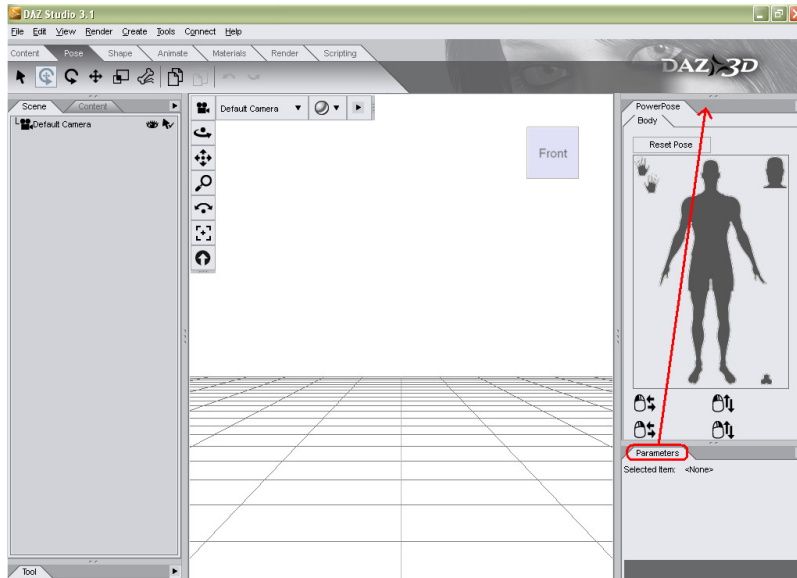 DAZ Studio 3.1
File Edit View Render Create Tools Connect Help
Content Pose Shape Animate Materials Render Scripting
DAZ 3D
Scene Content
Default Camera
Default Camera
Front
PowerPose
Body
Reset Pose
Parameters
Selected Item: <None>
Tool